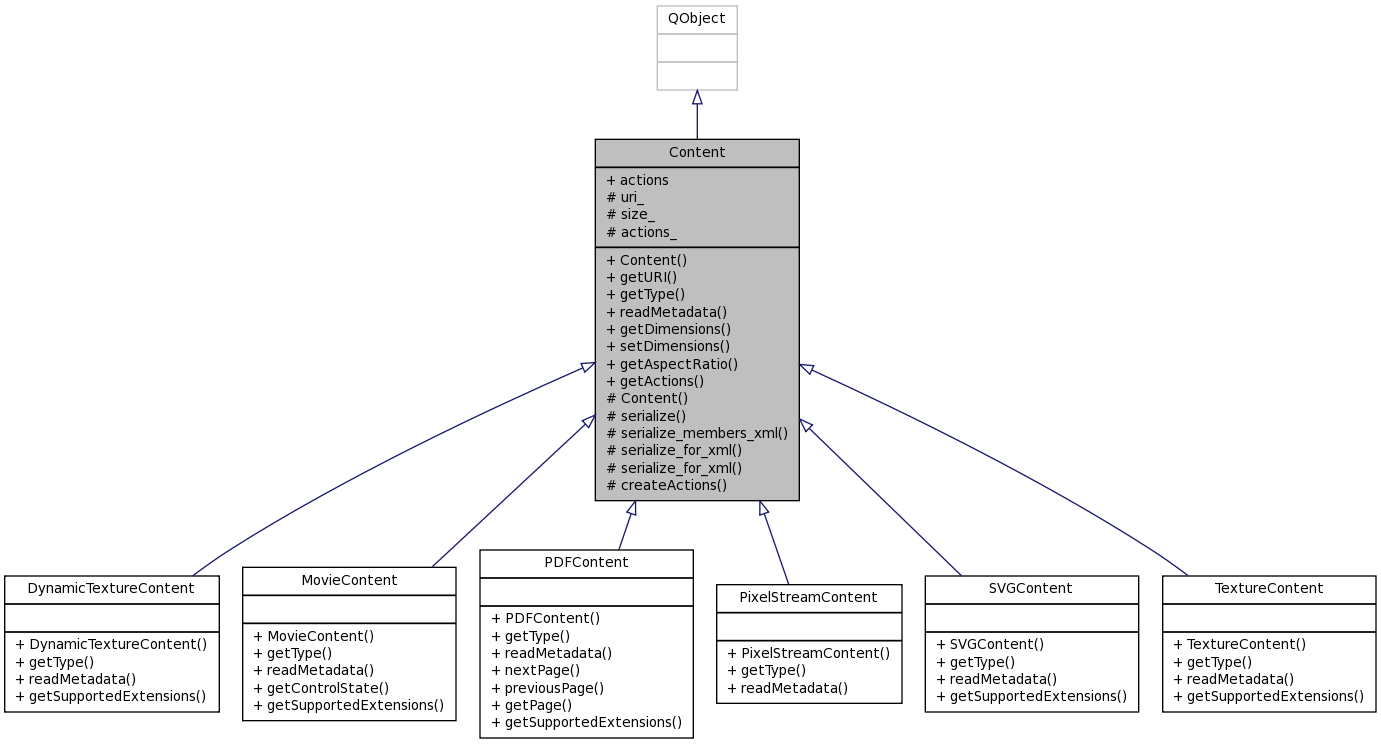 QObject
Content
+ actions
# uri_
# size_
# actions_
+ Content()
+ getURI()
+ getType()
+ readMetadata()
+ getDimensions()
+ setDimensions()
+ getAspectRatio()
+ getActions()
# Content()
# serialize()
# serialize_members_xml()
# serialize_for_xml()
# serialize_for_xml()
# createActions()
DynamicTextureContent
+ DynamicTextureContent()
+ getType()
+ readMetadata()
+ getSupportedExtensions()
MovieContent
+ MovieContent()
+ getType()
+ readMetadata()
+ getControlState()
+ getSupportedExtensions()
PDFContent
+ PDFContent()
+ getType()
+ readMetadata()
+ nextPage()
+ previousPage()
+ getPage()
+ getSupportedExtensions()
PixelStreamContent
+ PixelStreamContent()
+ getType()
+ readMetadata()
SVGContent
+ SVGContent()
+ getType()
+ readMetadata()
+ getSupportedExtensions()
TextureContent
+ TextureContent()
+ getType()
+ readMetadata()
+ getSupportedExtensions()